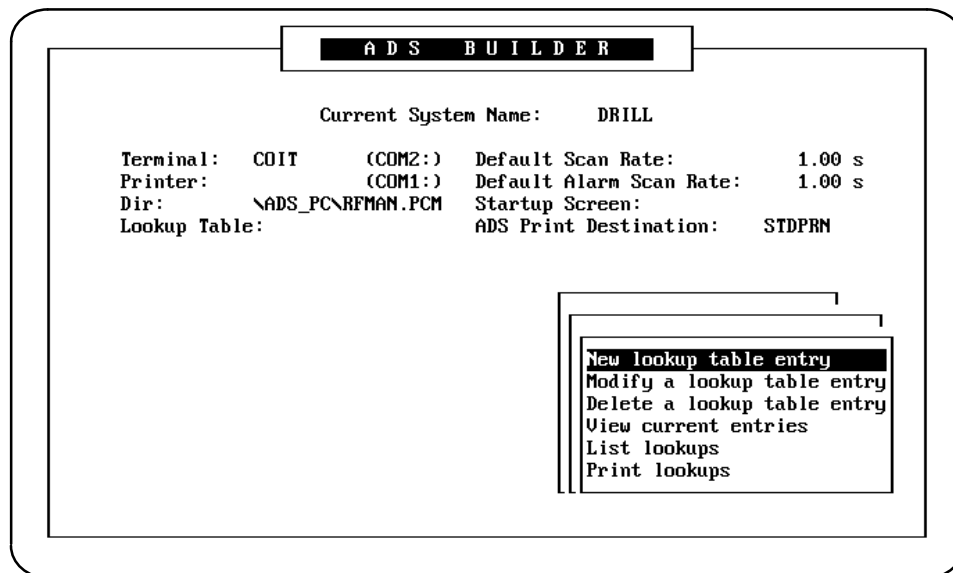 ADS BUILDER
Current System Name: DRILL
Terminal: COIT (COM2:) Default Scan Rate: 1.00 s
Printer: (COM1:) Default Alarm Scan Rate: 1.00 s
Dir: \ADS_PC\RFMAN.PCM Startup Screen:
Lookup Table: ADS Print Destination: STDPRN
New lookup table entry
Modify a lookup table entry
Delete a lookup table entry
View current entries
List lookups
Print lookups